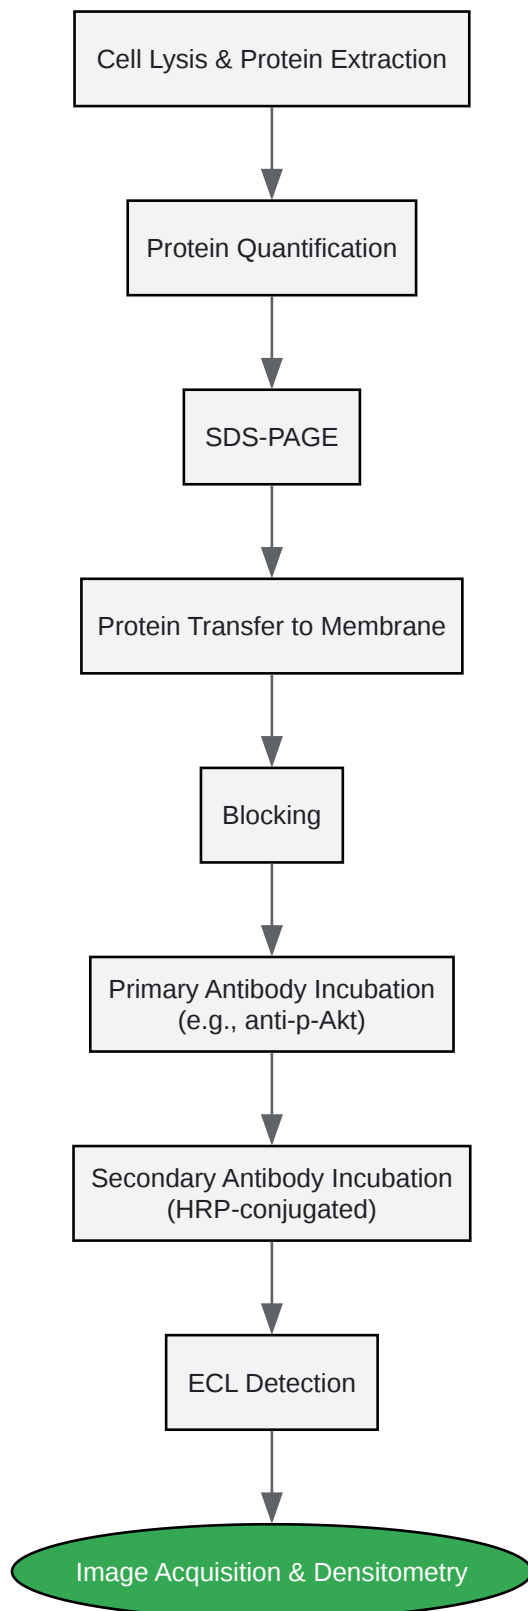 Cell Lysis & Protein Extraction
Protein Quantification
SDS-PAGE
Protein Transfer to Membrane
Blocking
Primary Antibody Incubation
(e.g., anti-p-Akt)
Secondary Antibody Incubation
(HRP-conjugated)
ECL Detection
Image Acquisition & Densitometry